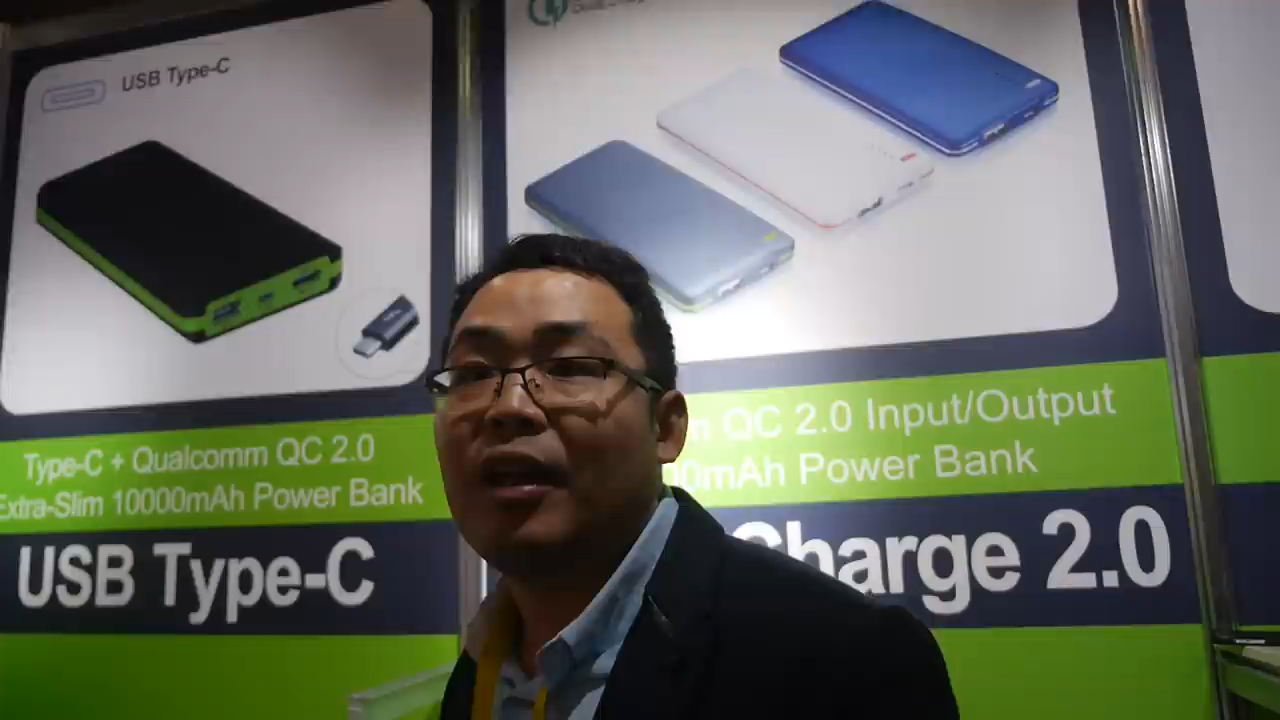 USB Type-C
Type-C + Qualcomm QC 2.0
Extra-Slim 10000mAh Power Bank
USB Type-C
QC 2.0 Input/Output
Power Bank
Charge 2.0